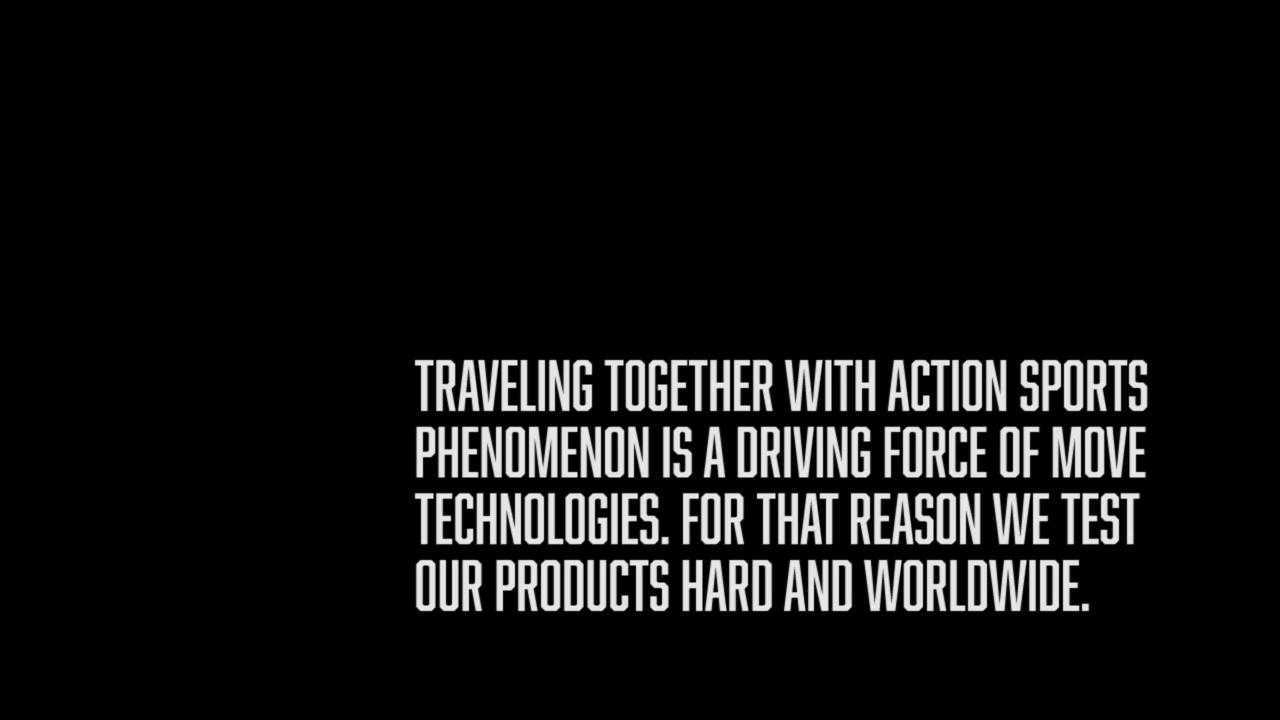 TRAVELING TOGETHER WITH ACTION SPORTS
PHENOMENON IS A DRIVING FORCE OF MOVE
TECHNOLOGIES. FOR THAT REASON WE TEST
OUR PRODUCTS HARD AND WORLDWIDE.